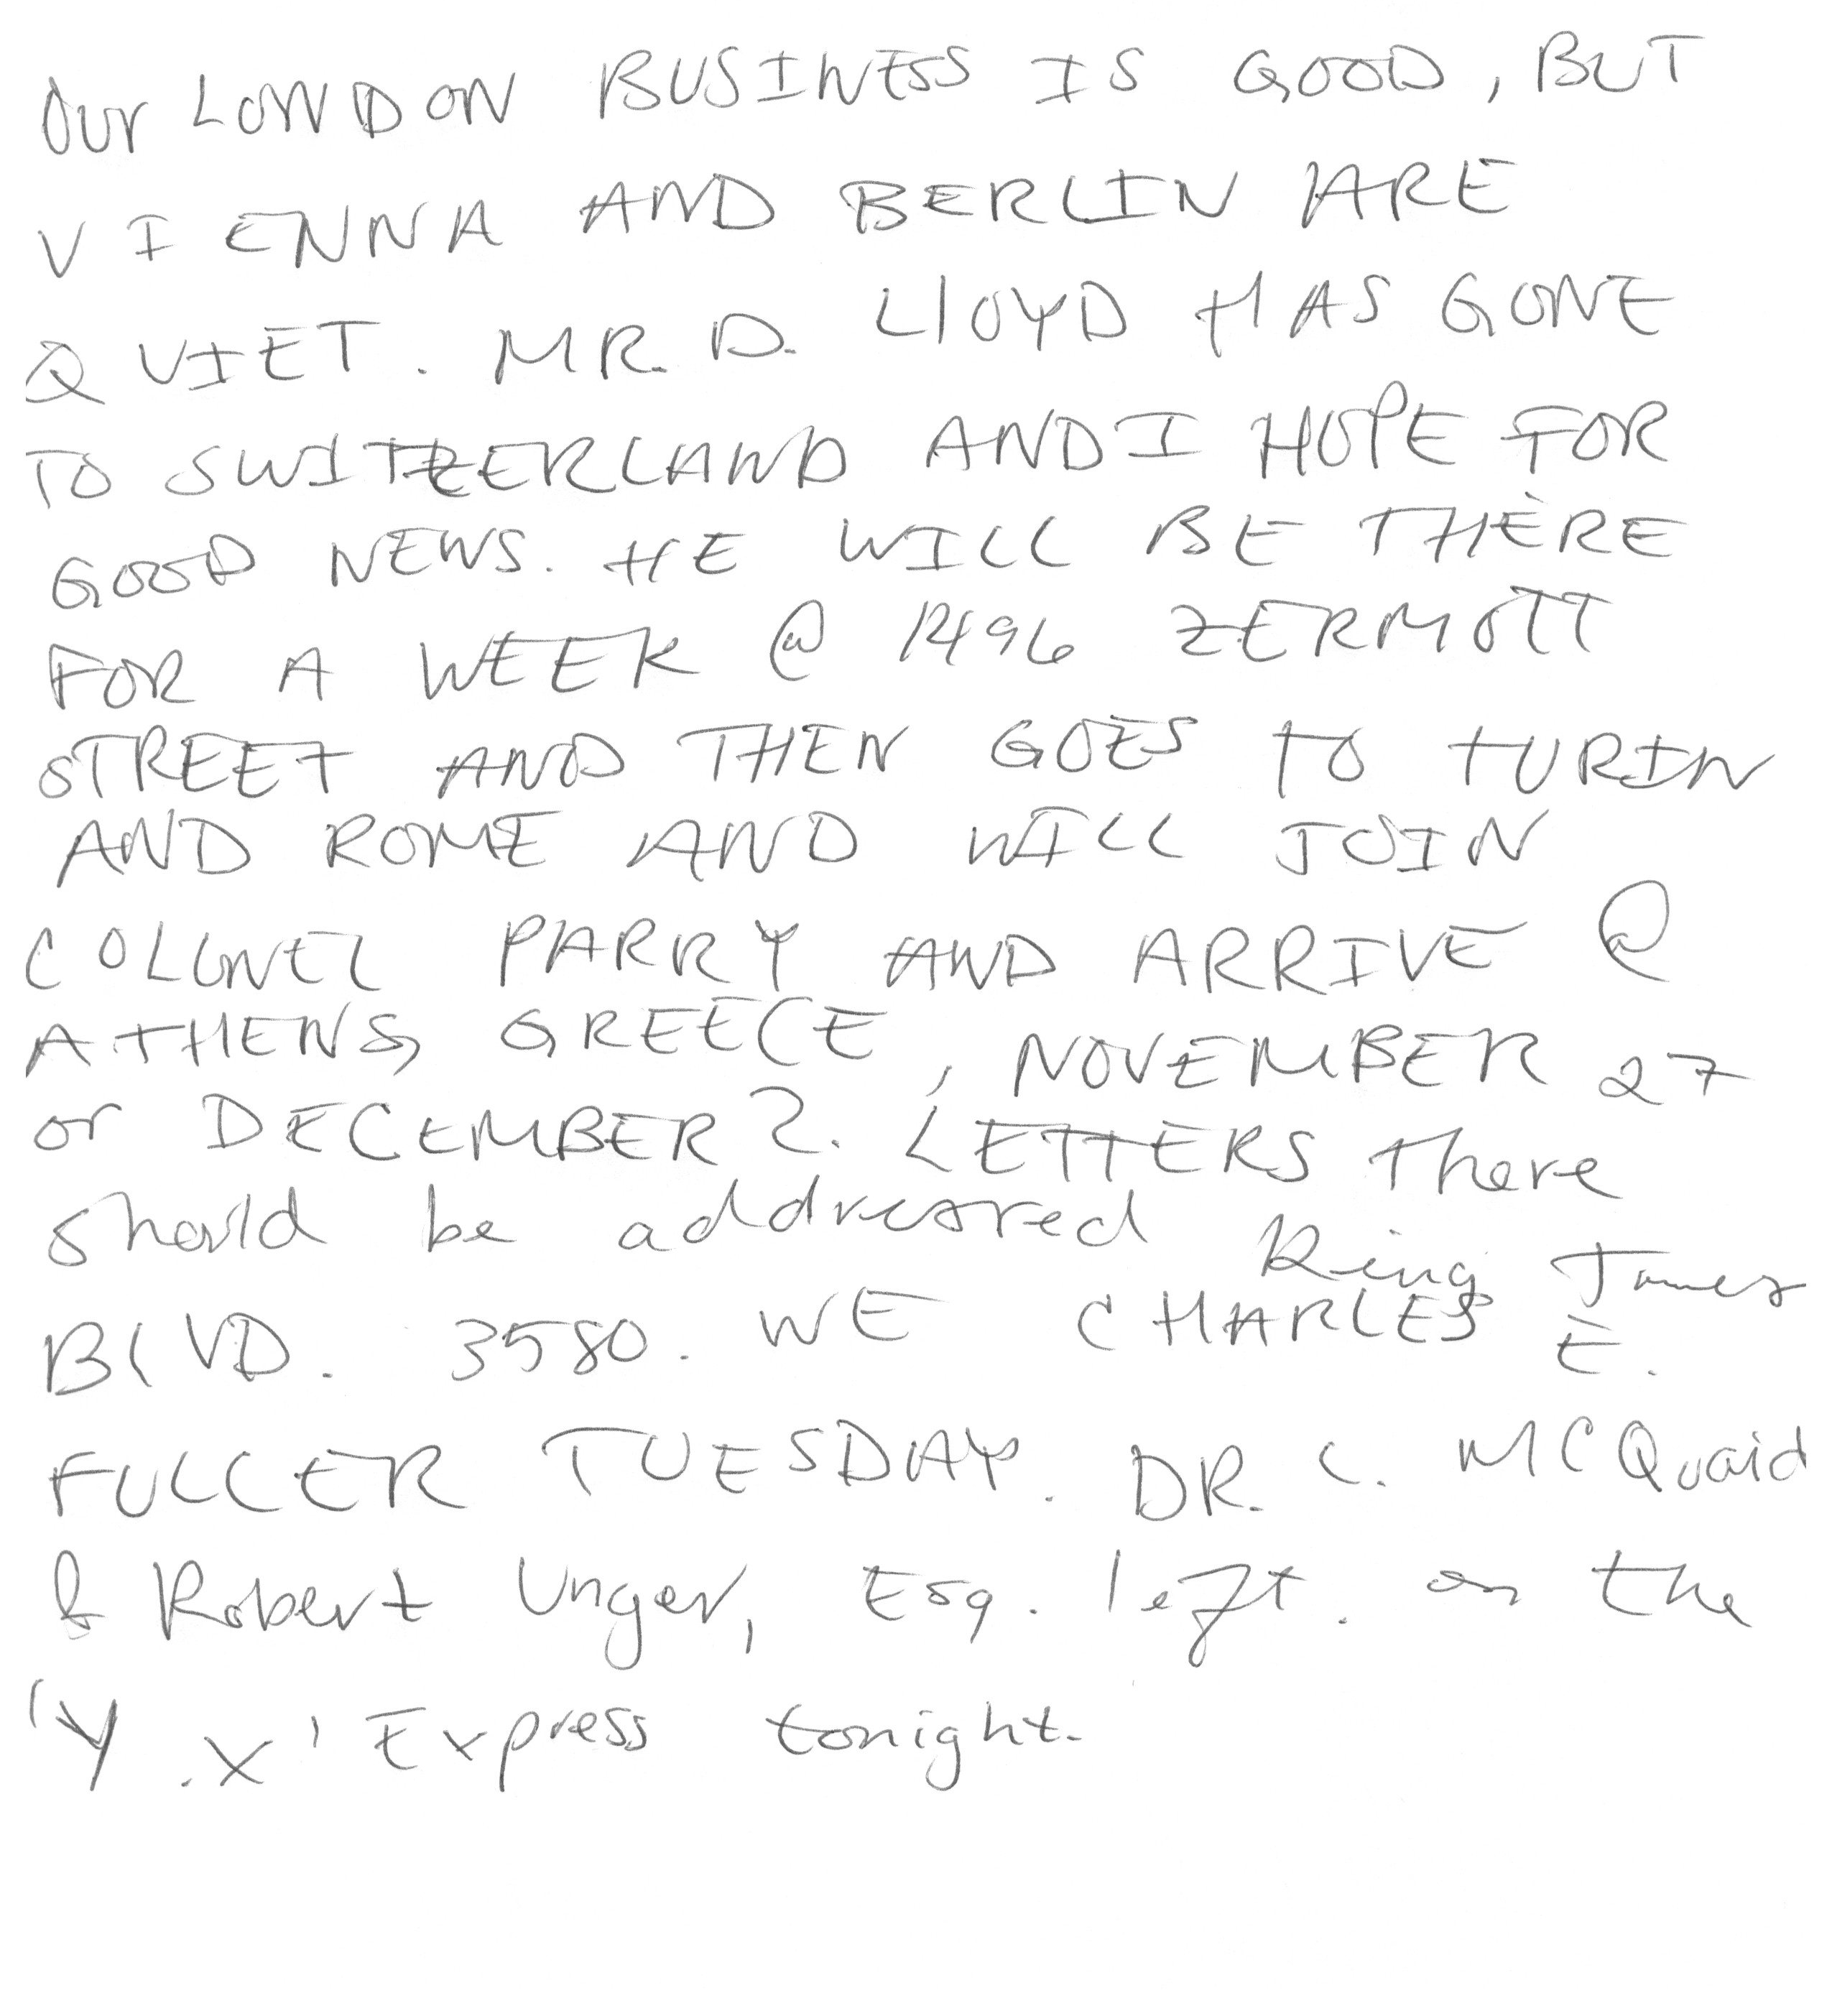 Our LONDON BUSINESS IS GOOD, BUT
VIENNA AND BERLIN ARE
QUIET. MR. D. LlOYD HAS GONE
TO SWITZERLAND AND I HOPE FOR
GOOD NEWS. HE WILL BE THERE
FOR A WEEK @ 1496 ZERMOTT
STREET AND THEN GOES TO TURIN
AND ROME AND WILL JOIN
COLONEL PARRY AND ARRIVE @
ATHENS, GREECE, NOVEMBER 27
or DECEMBER 2. LETTERS there
should be addressed King James
BLVD. 3580. WE CHARLES E.
FULLER TUESDAY. DR. L. MCQuaid
& Robert Unger, Esq. left. on the
'Y.X' Express tonight.